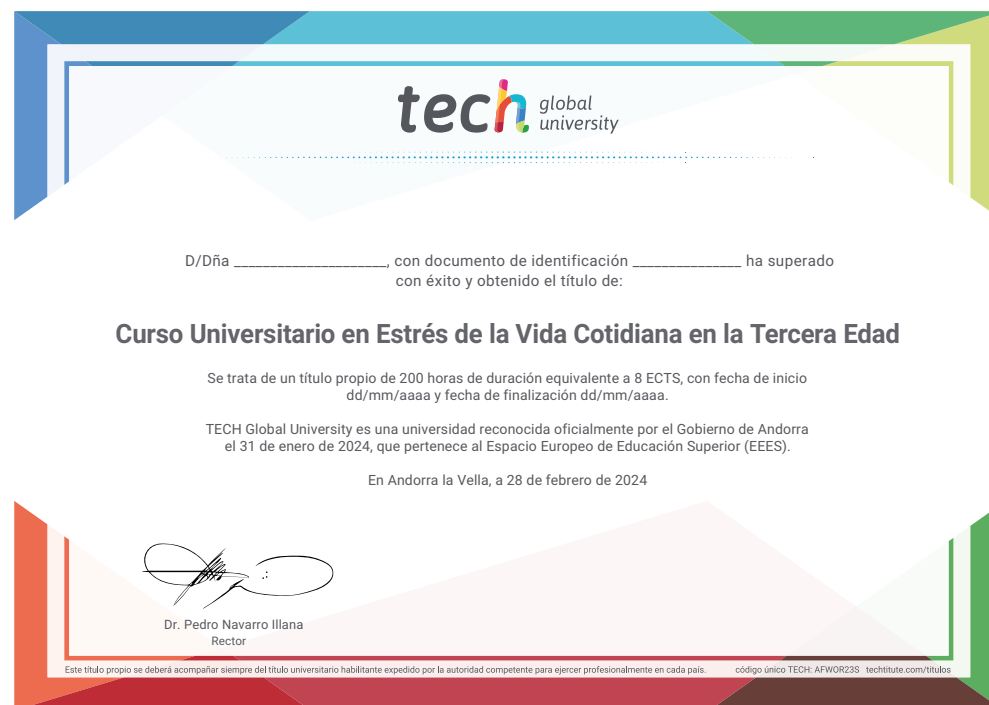 tech global university
D/Dña _____________________, con documento de identificación _______________ ha superado
con éxito y obtenido el título de:
Curso Universitario en Estrés de la Vida Cotidiana en la Tercera Edad
Se trata de un título propio de 200 horas de duración equivalente a 8 ECTS, con fecha de inicio
dd/mm/aaaa y fecha de finalización dd/mm/aaaa.
TECH Global University es una universidad reconocida oficialmente por el Gobierno de Andorra
el 31 de enero de 2024, que pertenece al Espacio Europeo de Educación Superior (EEES).
En Andorra la Vella, a 28 de febrero de 2024
Dr. Pedro Navarro Illana
Rector
Este título propio se deberá acompañar siempre del título universitario habilitante expedido por la autoridad competente para ejercer profesionalmente en cada país. código único TECH: AFWOR23S techtitute.com/titulos